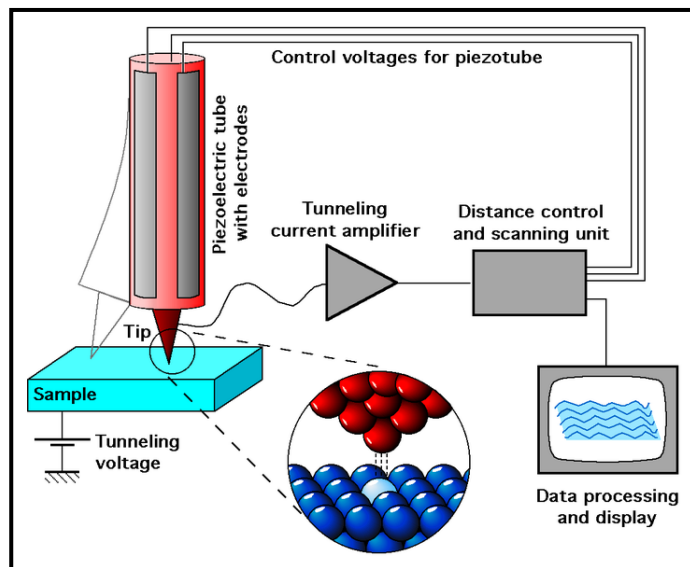 Control voltages for piezotube
Piezoelectric tube
with electrodes
Tunneling
current amplifier
Distance control
and scanning unit
Tip
Sample
Tunneling
voltage
Data processing
and display